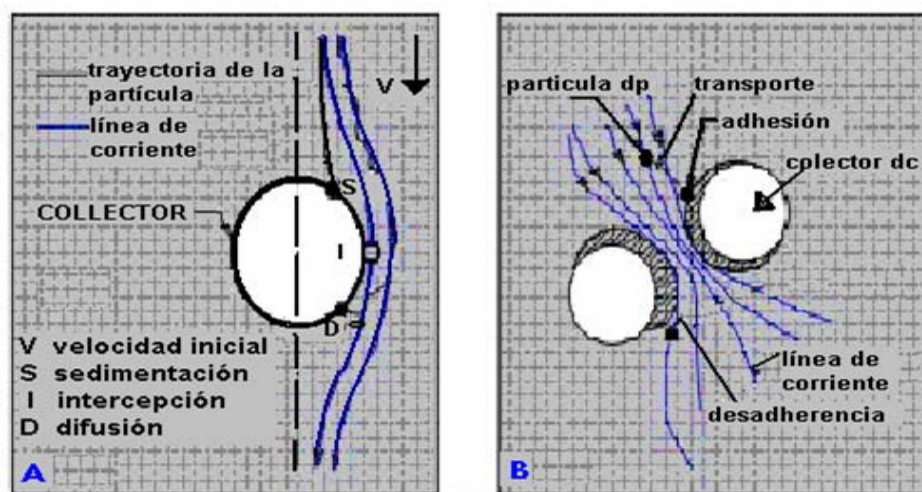 trayectoria de la
partícula
V
línea de
corriente
S
COLLECTOR
I
D
V velocidad inicial
S sedimentación
I intercepción
D difusión
A
particula dp
transporte
adhesión
colector dc
línea de
corriente
desadherencia
B